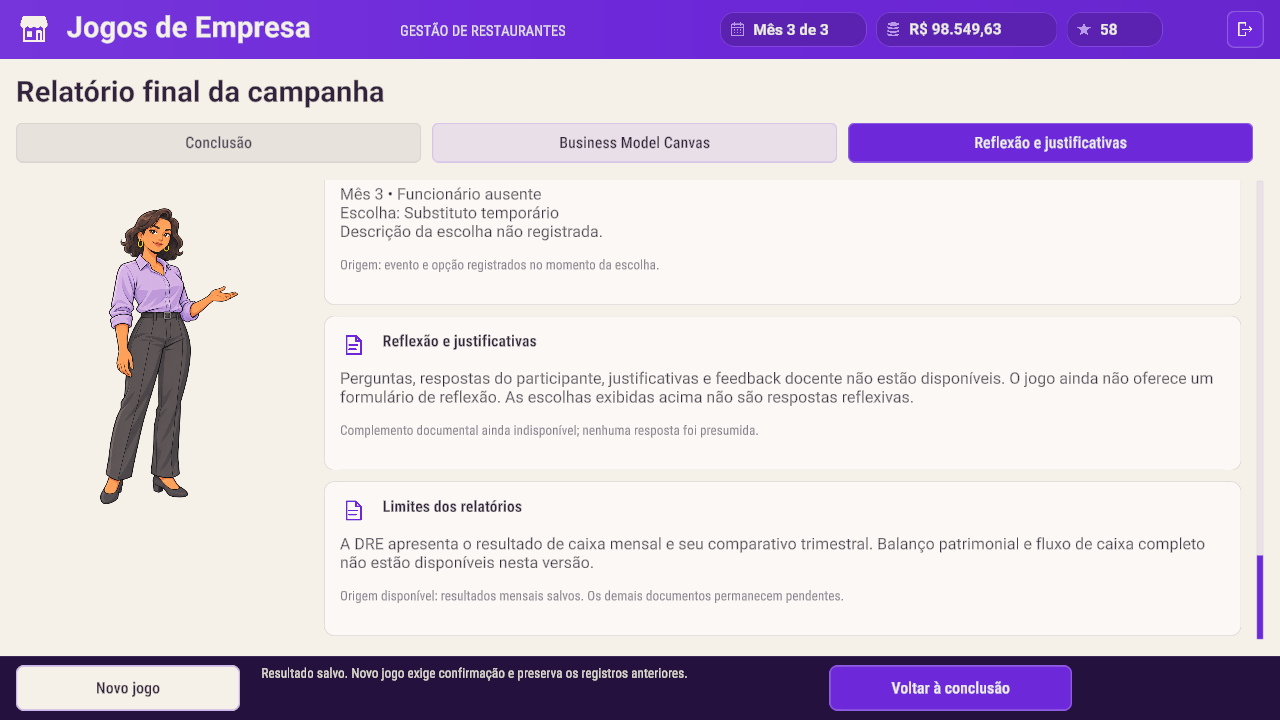 Jogos de Empresa
GESTÃO DE RESTAURANTES
Mês 3 de 3
R$ 98.549,63
58
Relatório final da campanha
Conclusão
Business Model Canvas
Reflexão e justificativas
Mês 3 • Funcionário ausente
Escolha: Substituto temporário
Descrição da escolha não registrada.
Origem: evento e opção registrados no momento da escolha.
Reflexão e justificativas
Perguntas, respostas do participante, justificativas e feedback docente não estão disponíveis. O jogo ainda não oferece um
formulário de reflexão. As escolhas exibidas acima não são respostas reflexivas.
Complemento documental ainda indisponível; nenhuma resposta foi presumida.
Limites dos relatórios
A DRE apresenta o resultado de caixa mensal e seu comparativo trimestral. Balanço patrimonial e fluxo de caixa completo
não estão disponíveis nesta versão.
Origem disponível: resultados mensais salvos. Os demais documentos permanecem pendentes.
Novo jogo
Resultado salvo. Novo jogo exige confirmação e preserva os registros anteriores.
Voltar à conclusão